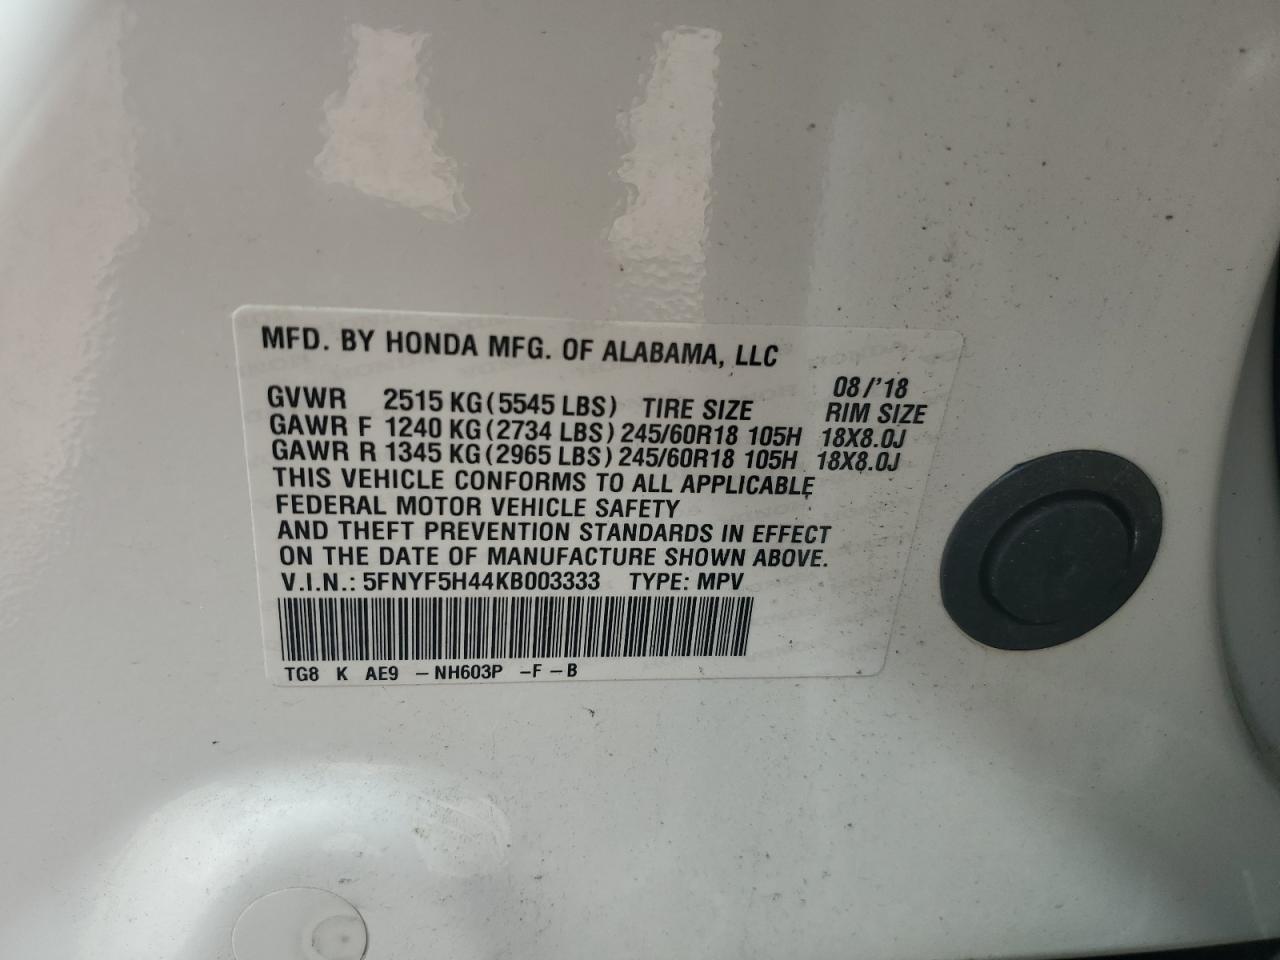 MFD. BY HONDA MFG. OF ALABAMA, LLC
08/'18
GVWR 2515 KG (5545 LBS) TIRE SIZE RIM SIZE
GAWR F 1240 KG (2734 LBS) 245/60R18 105H 18X8.0J
GAWR R 1345 KG (2965 LBS) 245/60R18 105H 18X8.0J
THIS VEHICLE CONFORMS TO ALL APPLICABLE
FEDERAL MOTOR VEHICLE SAFETY
AND THEFT PREVENTION STANDARDS IN EFFECT
ON THE DATE OF MANUFACTURE SHOWN ABOVE.
V.I.N.: 5FNYF5H44KB003333 TYPE: MPV
TG8 K AE9 -NH603P -F-B